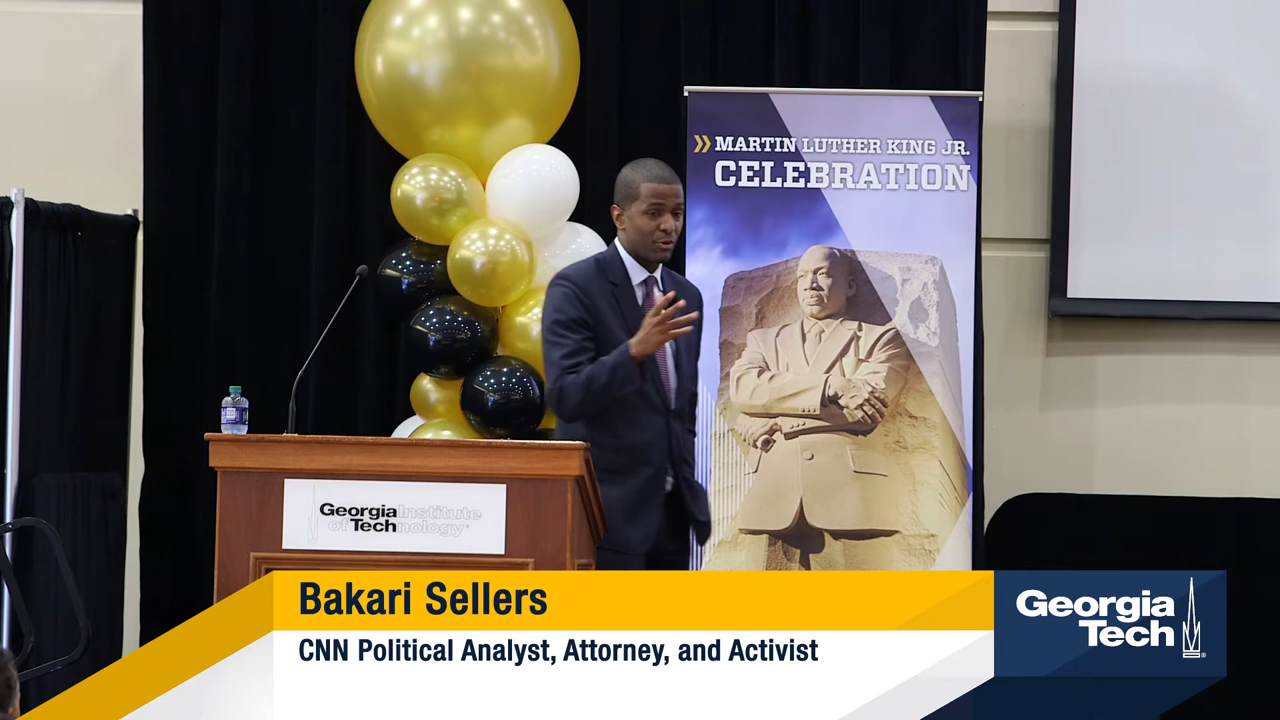 MARTIN LUTHER KING JR.
CELEBRATION
Georgia Institute
of Technology
Bakari Sellers
CNN Political Analyst, Attorney, and Activist
Georgia
Tech